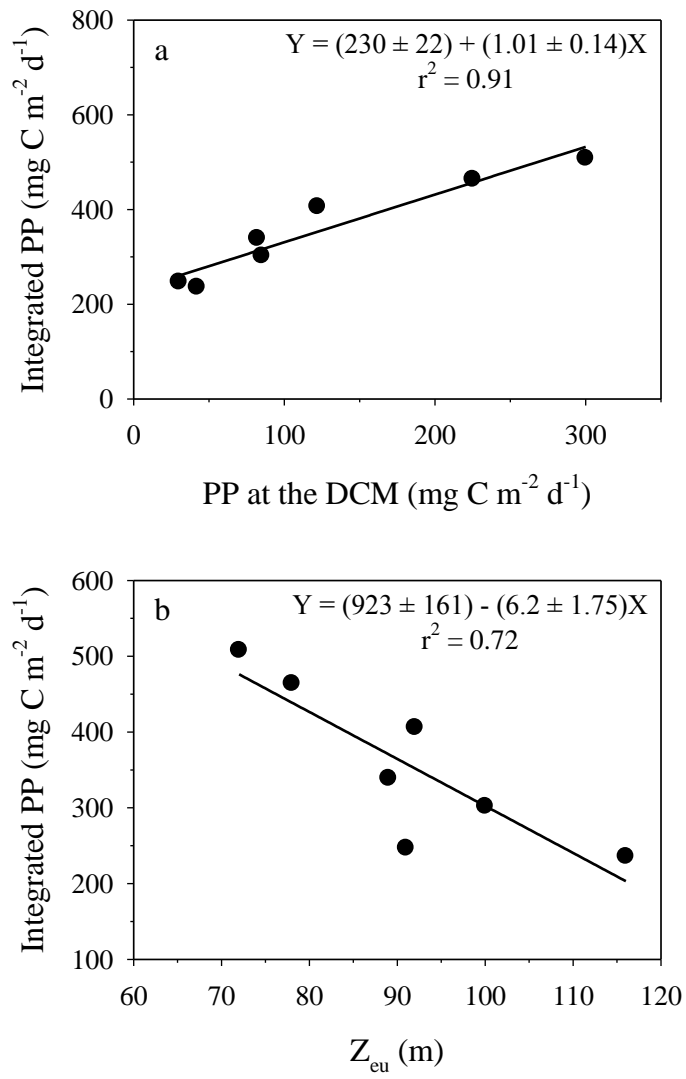 800
600
400
200
0
Integrated PP (mg C m⁻² d⁻¹)
a
Y = (230 ± 22) + (1.01 ± 0.14)X
r² = 0.91
0 100 200 300
PP at the DCM (mg C m⁻² d⁻¹)
600
500
400
300
200
100
Integrated PP (mg C m⁻² d⁻¹)
b
Y = (923 ± 161) - (6.2 ± 1.75)X
r² = 0.72
60 70 80 90 100 110 120
Zₑᵤ (m)